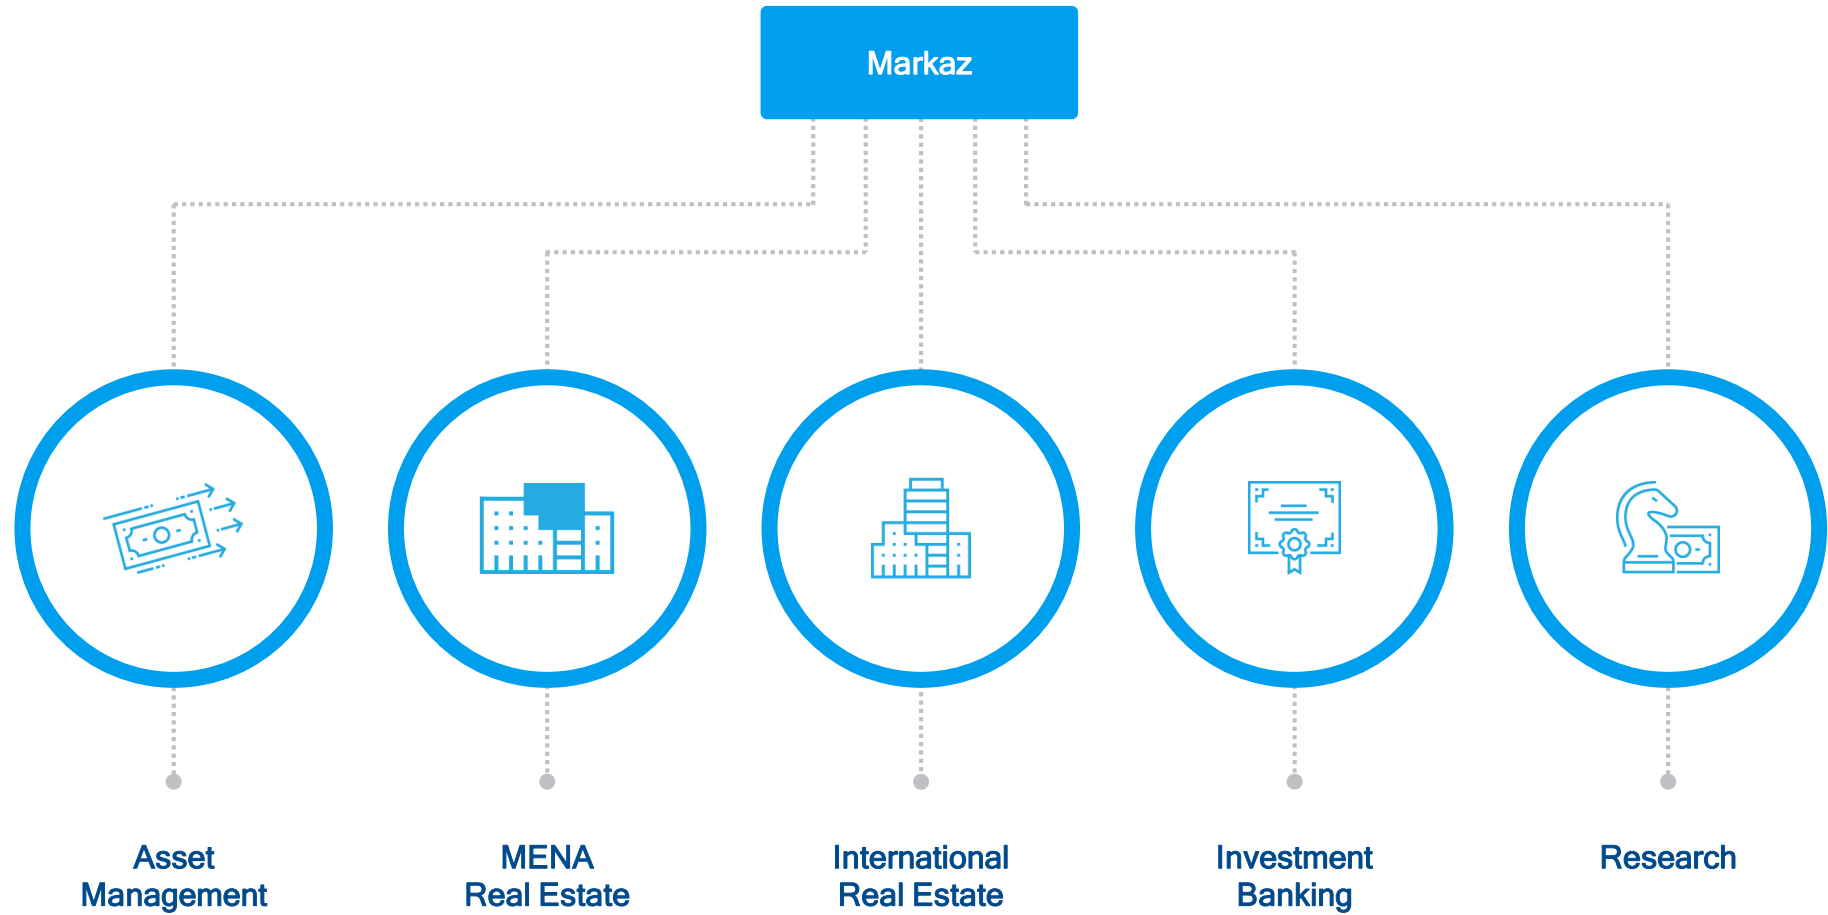 Markaz
Asset
Management
MENA
Real Estate
International
Real Estate
Investment
Banking
Research